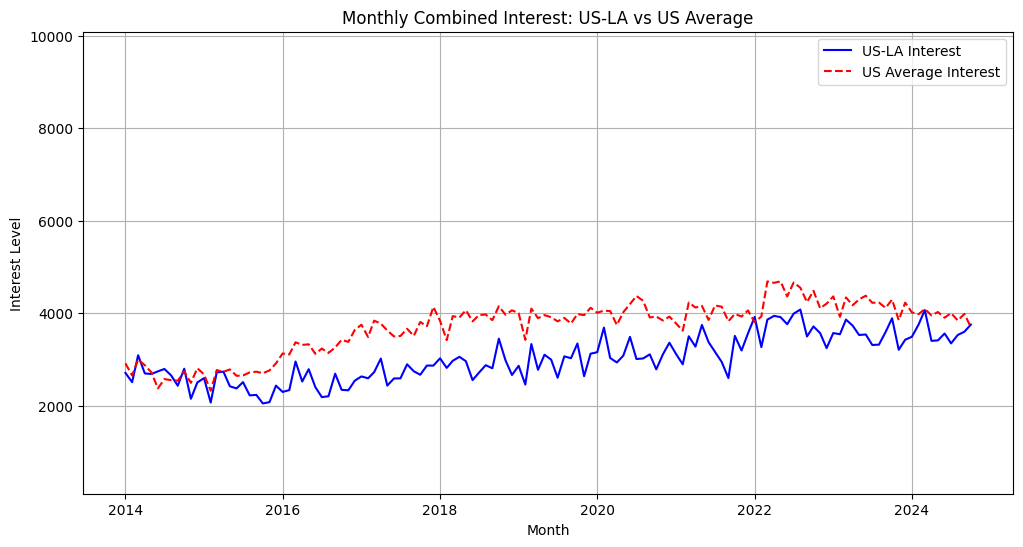 Monthly Combined Interest: US-LA vs US Average
10000
8000
6000
4000
2000
Interest Level
US-LA Interest
US Average Interest
2014
2016
2018
2020
2022
2024
Month